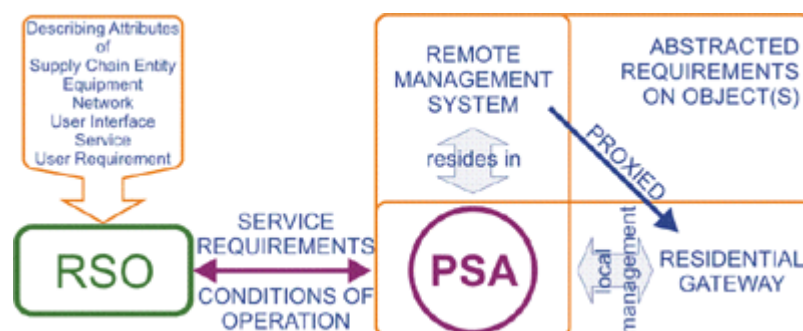 Describing Attributes
of
Supply Chain Entity
Equipment
Network
User Interface
Service
User Requirement
RSO
SERVICE
REQUIREMENTS
CONDITIONS OF
OPERATION
REMOTE
MANAGEMENT
SYSTEM
resides in
PSA
ABSTRACTED
REQUIREMENTS
ON OBJECT(S)
PROXIED
local
management
RESIDENTIAL
GATEWAY